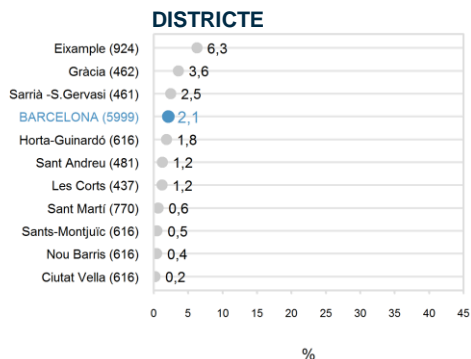 DISTRICTE
Eixample (924) 6,3
Gràcia (462) 3,6
Sarrià -S.Gervasi (461) 2,5
BARCELONA (5999) 2,1
Horta-Guinardó (616) 1,8
Sant Andreu (481) 1,2
Les Corts (437) 1,2
Sant Martí (770) 0,6
Sants-Montjuïc (616) 0,5
Nou Barris (616) 0,4
Ciutat Vella (616) 0,2
0 5 10 15 20 25 30 35 40 45
%